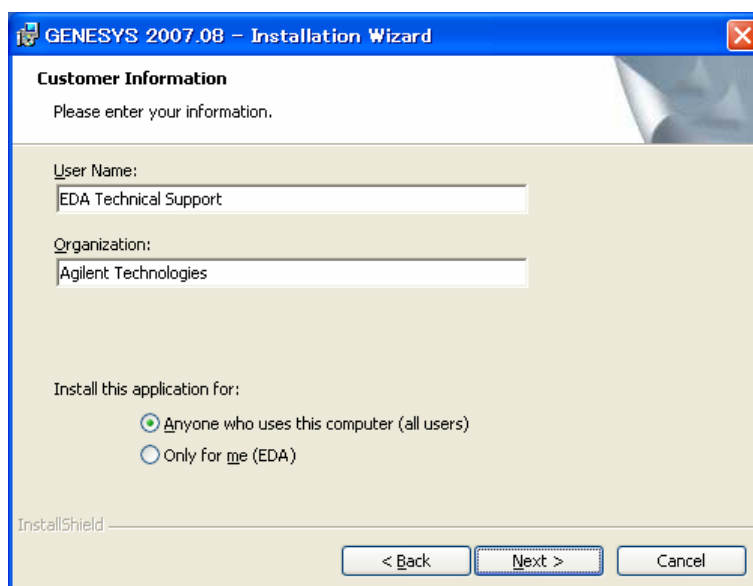 GENESYS 2007.08 - Installation Wizard
Customer Information
Please enter your information.
User Name:
EDA Technical Support
Organization:
Agilent Technologies
Install this application for:
Anyone who uses this computer (all users)
Only for me (EDA)
InstallShield
< Back Next > Cancel